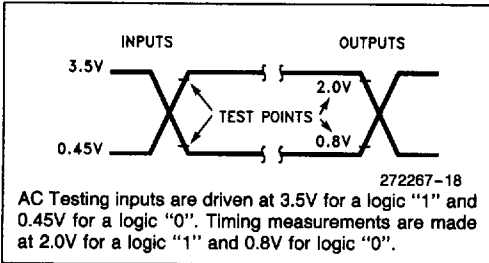 INPUTS OUTPUTS
3.5V
2.0V
TEST POINTS
0.45V 0.8V
272267-18
AC Testing inputs are driven at 3.5V for a logic “1” and
0.45V for a logic “0”. Timing measurements are made
at 2.0V for a logic “1” and 0.8V for logic “0”.